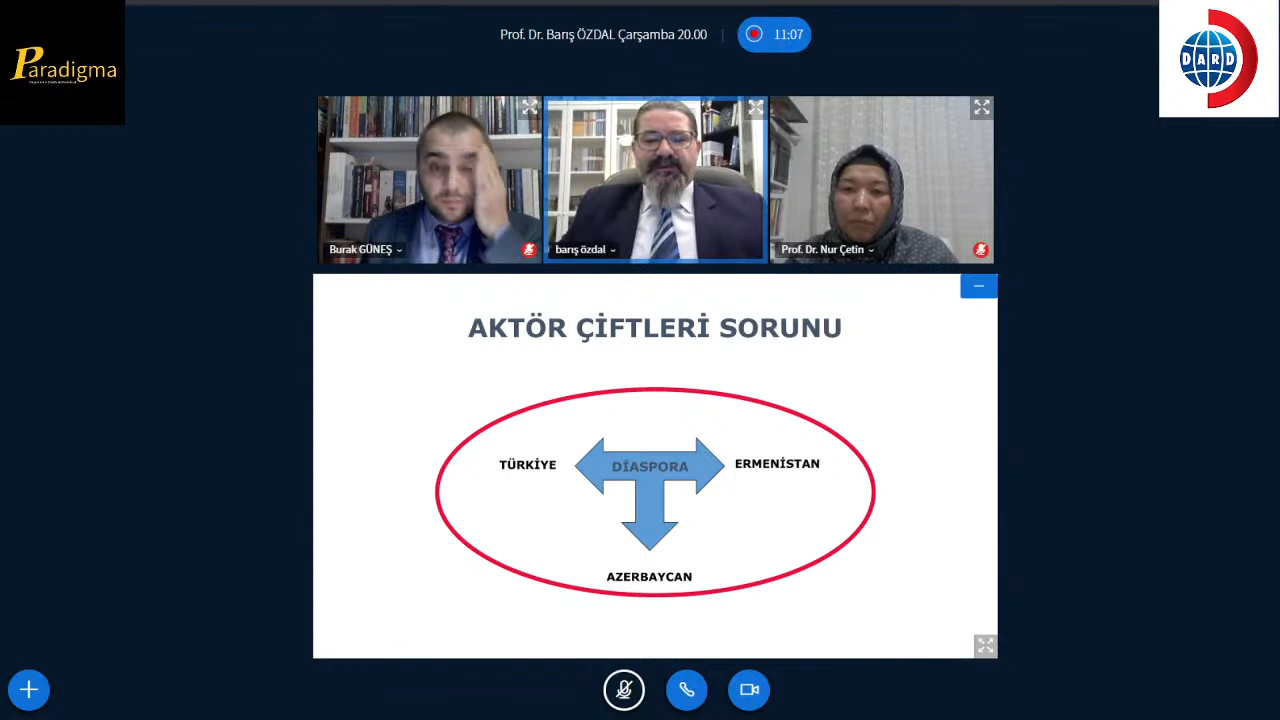 Prof. Dr. Barış ÖZDAL Çarşamba 20.00
11:07
Paradigma
DARD
Burak GÜNEŞ
barış özdal
Prof. Dr. Nur Çetin
AKTÖR ÇİFTLERİ SORUNU
TÜRKİYE
DİASPORA
ERMENİSTAN
AZERBAYCAN